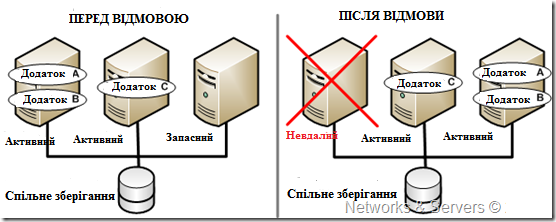 ПЕРЕД ВІДМОВОЮ
Додаток A
Додаток B
Додаток C
Активний
Активний
Запасний
Спільне зберігання
ПІСЛЯ ВІДМОВИ
Додаток C
Додаток A
Додаток B
Невдалий
Активний
Активний
Спільне зберігання
Networks & Servers ©